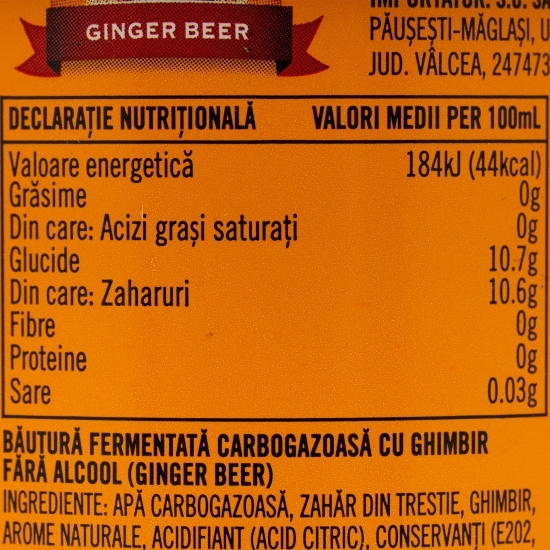 GINGER BEER
IMPORTATOR: S.C.
PĂUȘEȘTI-MĂGLAȘI,
JUD. VÂLCEA, 247473
DECLARAȚIE NUTRIȚIONALĂ VALORI MEDII PER 100mL
Valoare energetică 184kJ (44kcal)
Grăsime 0g
Din care: Acizi grași saturați 0g
Glucide 10.7g
Din care: Zaharuri 10.6g
Fibre 0g
Proteine 0g
Sare 0.03g
BĂUTURĂ FERMENTATĂ CARBOGAZOASĂ CU GHIMBIR
FĂRĂ ALCOOL (GINGER BEER)
INGREDIENTE: APĂ CARBOGAZOASĂ, ZAHĂR DIN TRESTIE, GHIMBIR,
AROME NATURALE, ACIDIFIANT (ACID CITRIC), CONSERVANȚI (E202,